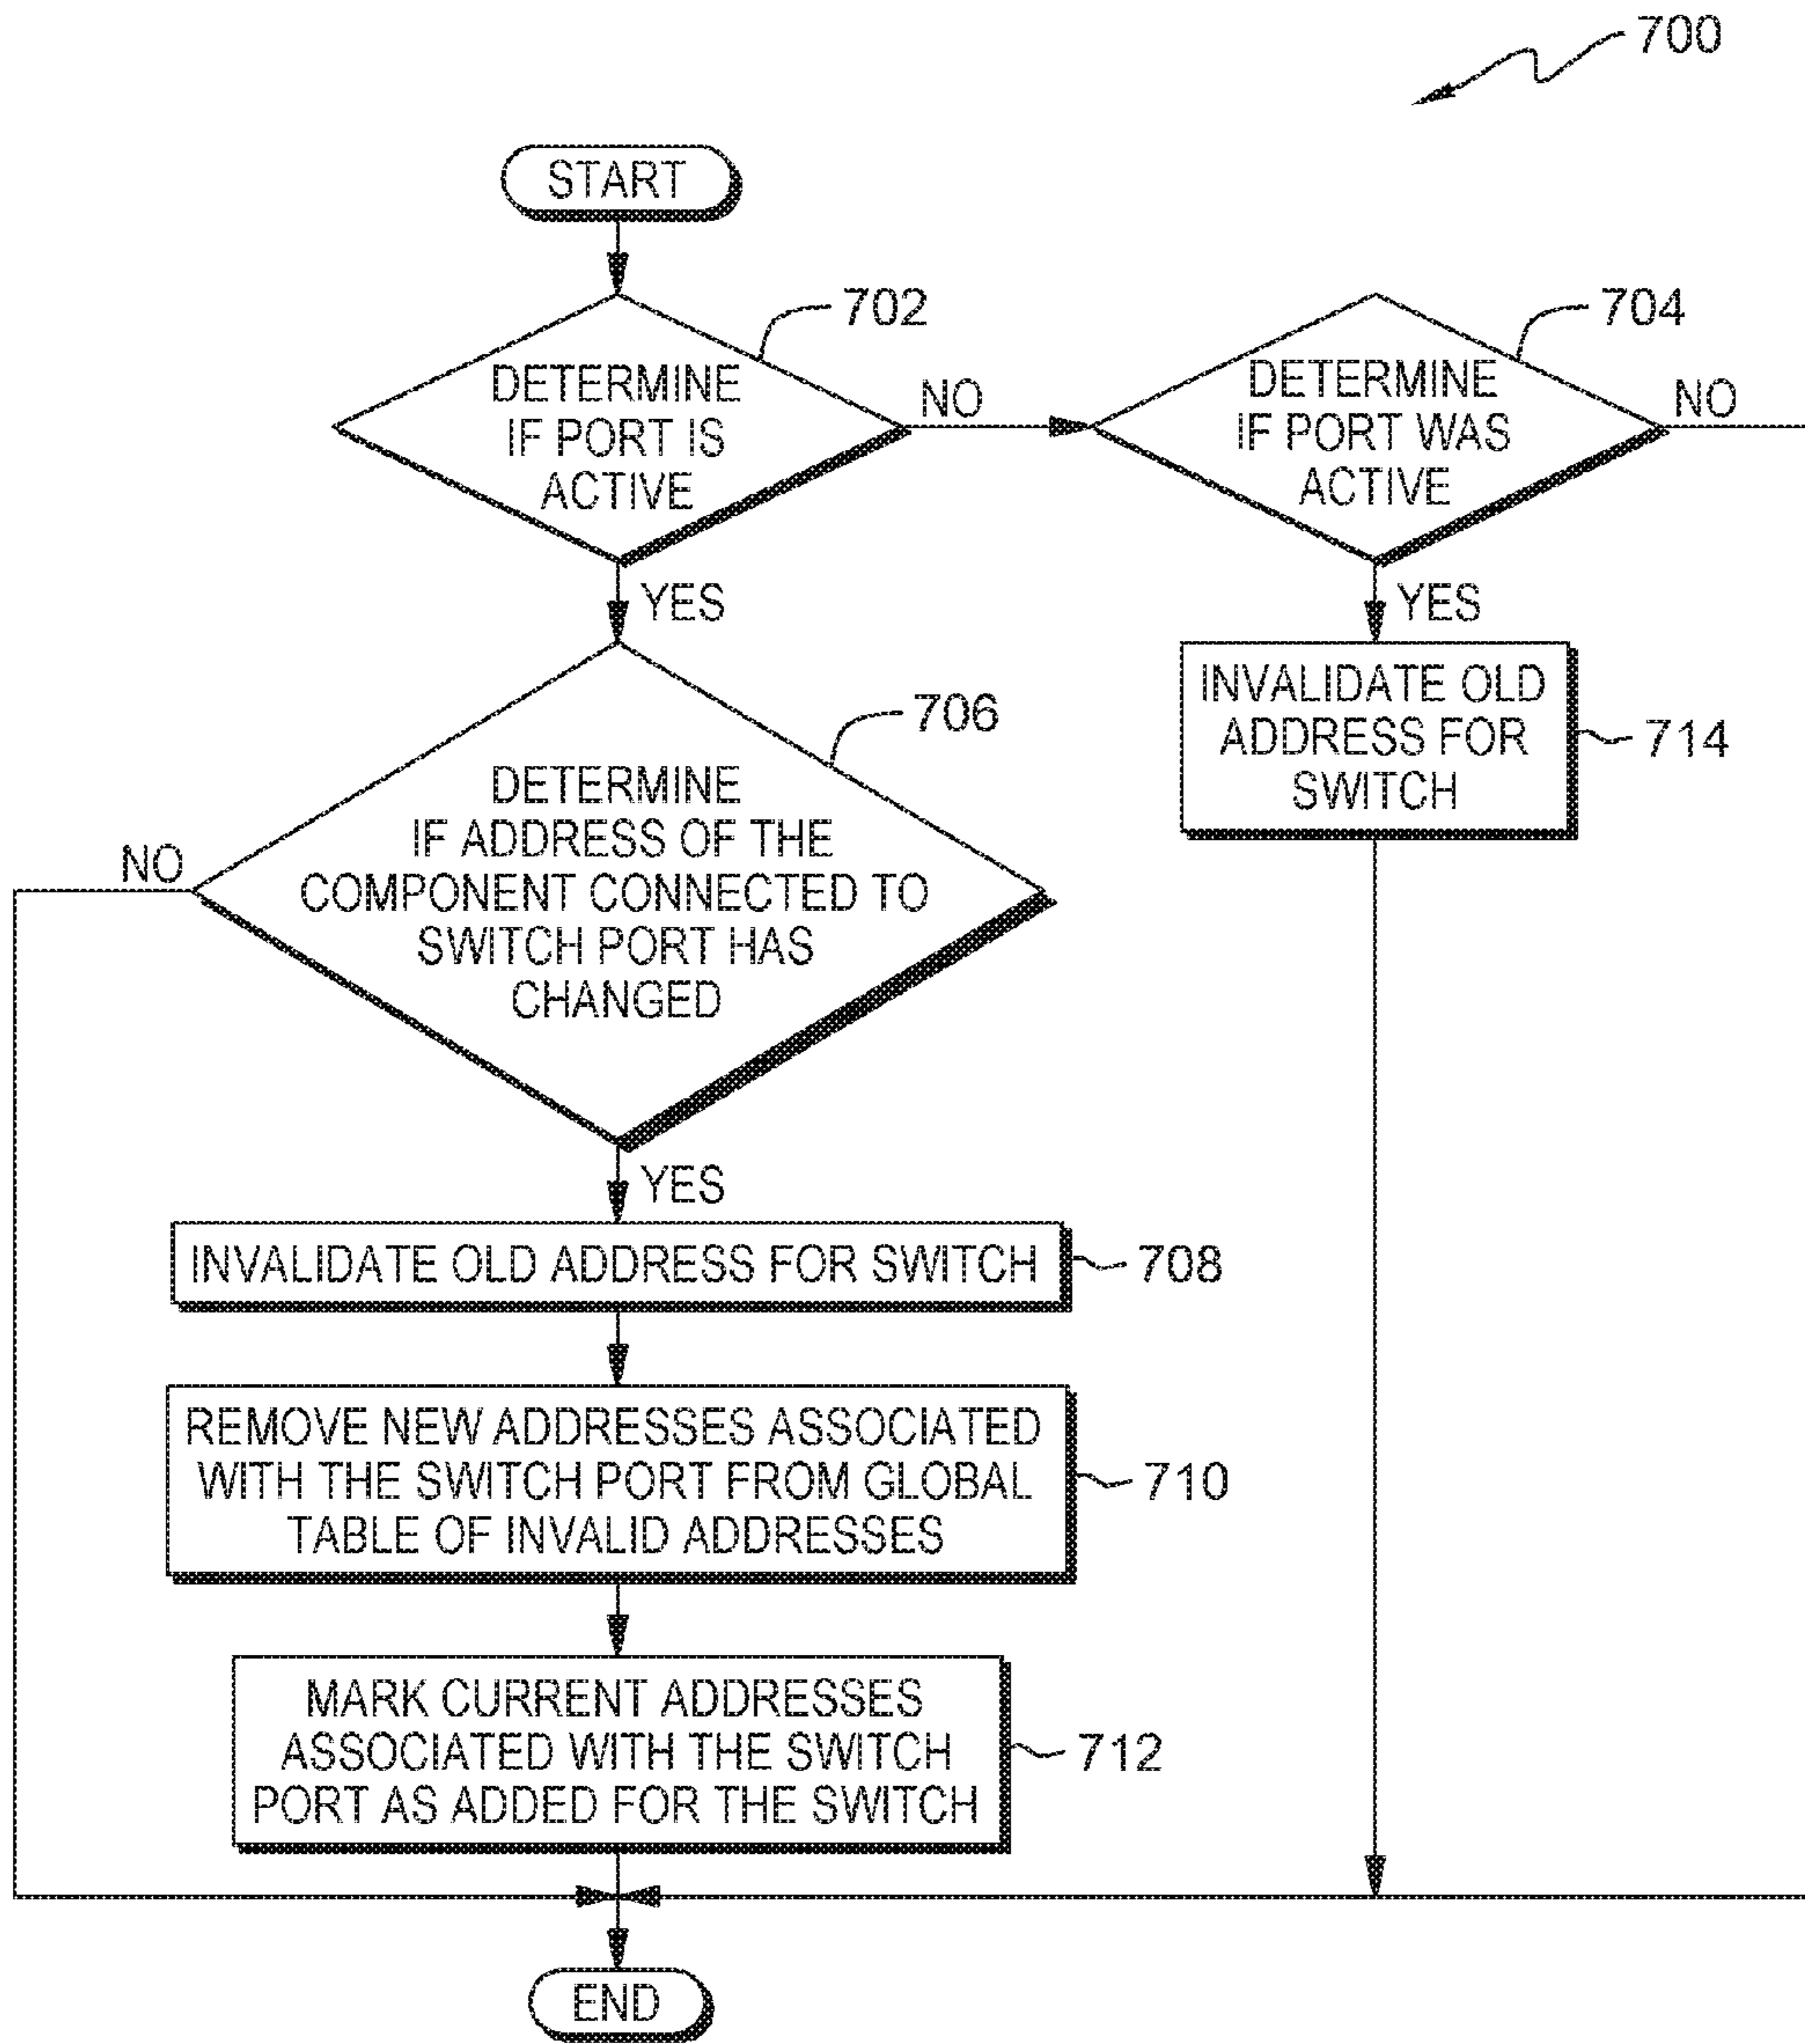 700
START
702
DETERMINE
IF PORT IS
ACTIVE
NO
704
DETERMINE
IF PORT WAS
ACTIVE
NO
YES
YES
INVALIDATE OLD
ADDRESS FOR
SWITCH
714
706
DETERMINE
IF ADDRESS OF THE
COMPONENT CONNECTED TO
SWITCH PORT HAS
CHANGED
NO
YES
INVALIDATE OLD ADDRESS FOR SWITCH
708
REMOVE NEW ADDRESSES ASSOCIATED
WITH THE SWITCH PORT FROM GLOBAL
TABLE OF INVALID ADDRESSES
710
MARK CURRENT ADDRESSES
ASSOCIATED WITH THE SWITCH
PORT AS ADDED FOR THE SWITCH
712
END